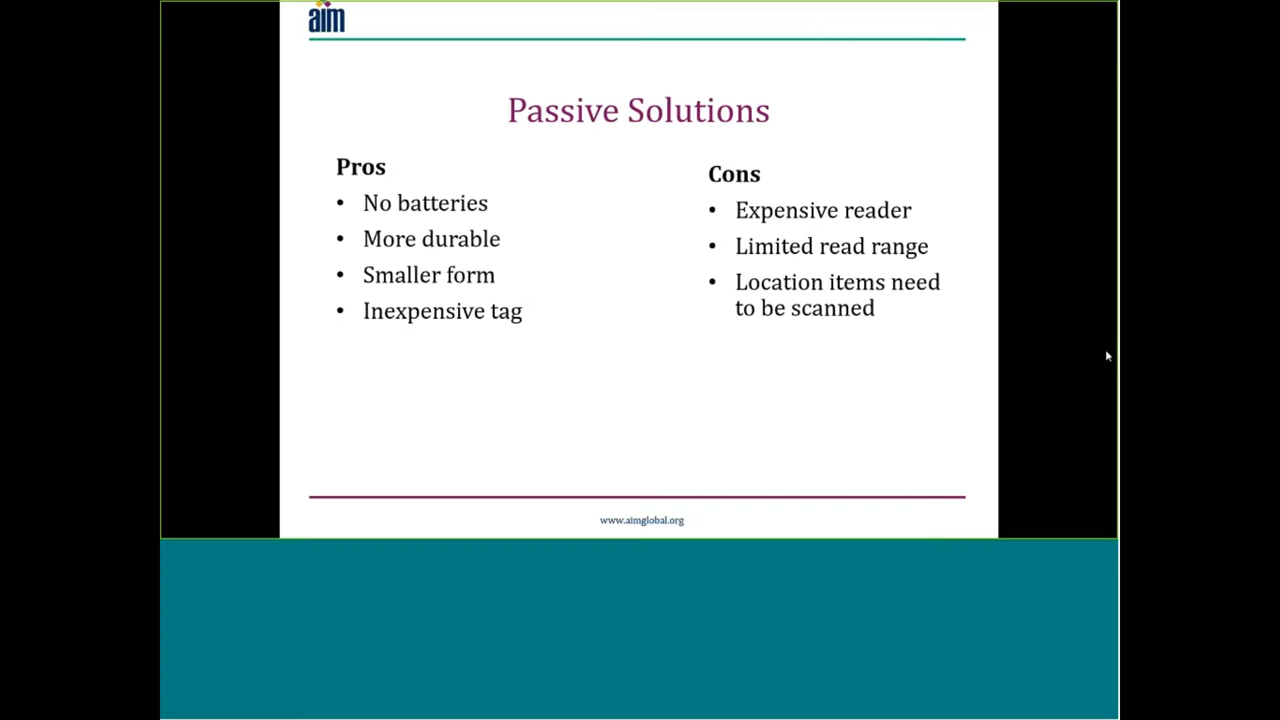 aim
Passive Solutions
Pros
• No batteries
• More durable
• Smaller form
• Inexpensive tag
Cons
• Expensive reader
• Limited read range
• Location items need
to be scanned
www.aimglobal.org